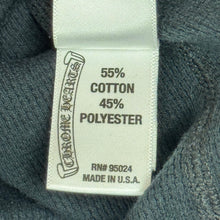 CHROME HEARTS
55%
COTTON
45%
POLYESTER
RN# 95024
MADE IN U.S.A.